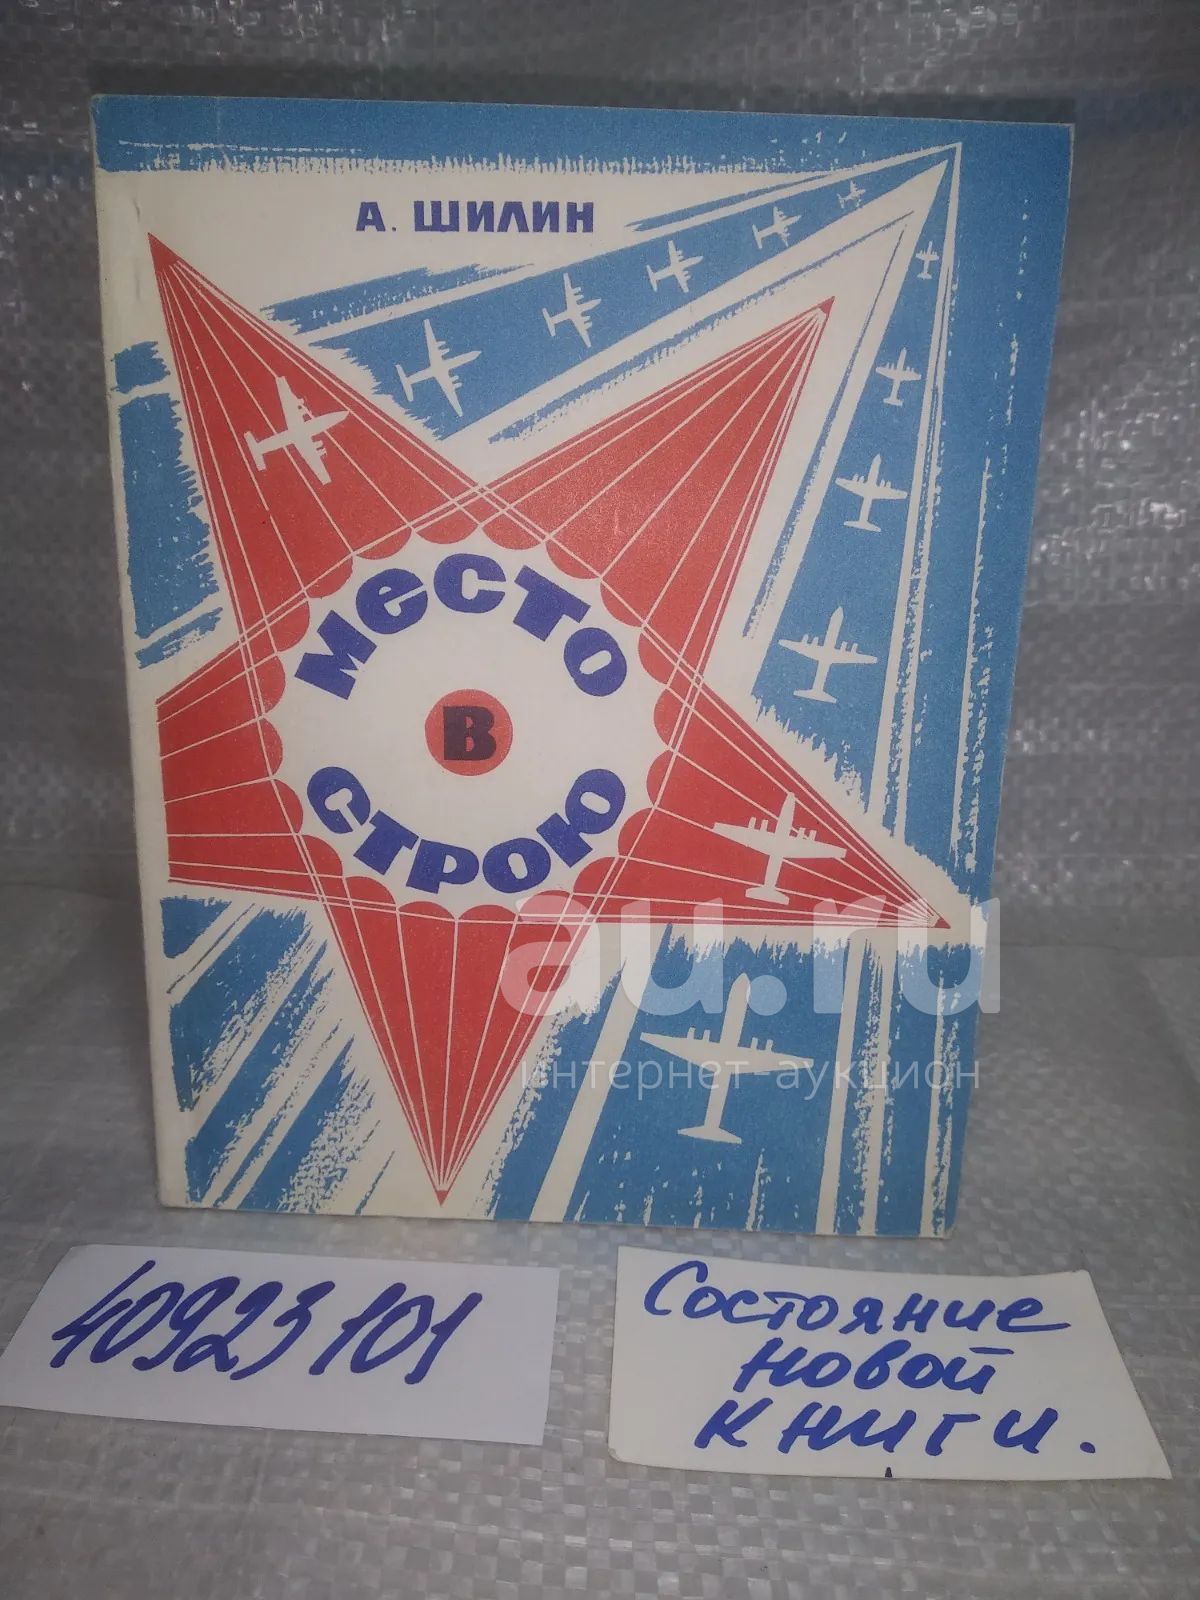 А. ШИЛИН
место
в
строю
au.ru
интернет-аукцион
40923101
Состояние
новой
книги.